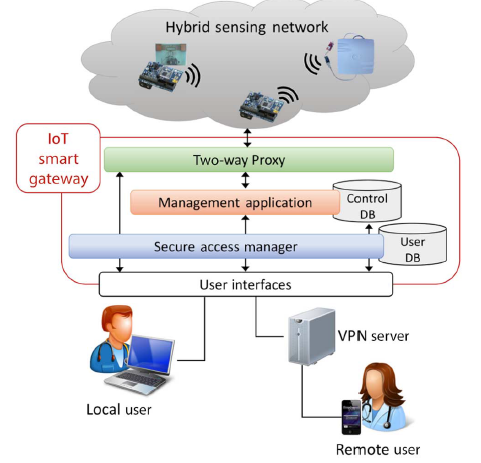 Hybrid sensing network
IoT
smart
gateway
Two-way Proxy
Management application
Control
DB
Secure access manager
User
DB
User interfaces
VPN server
Local user
Remote user